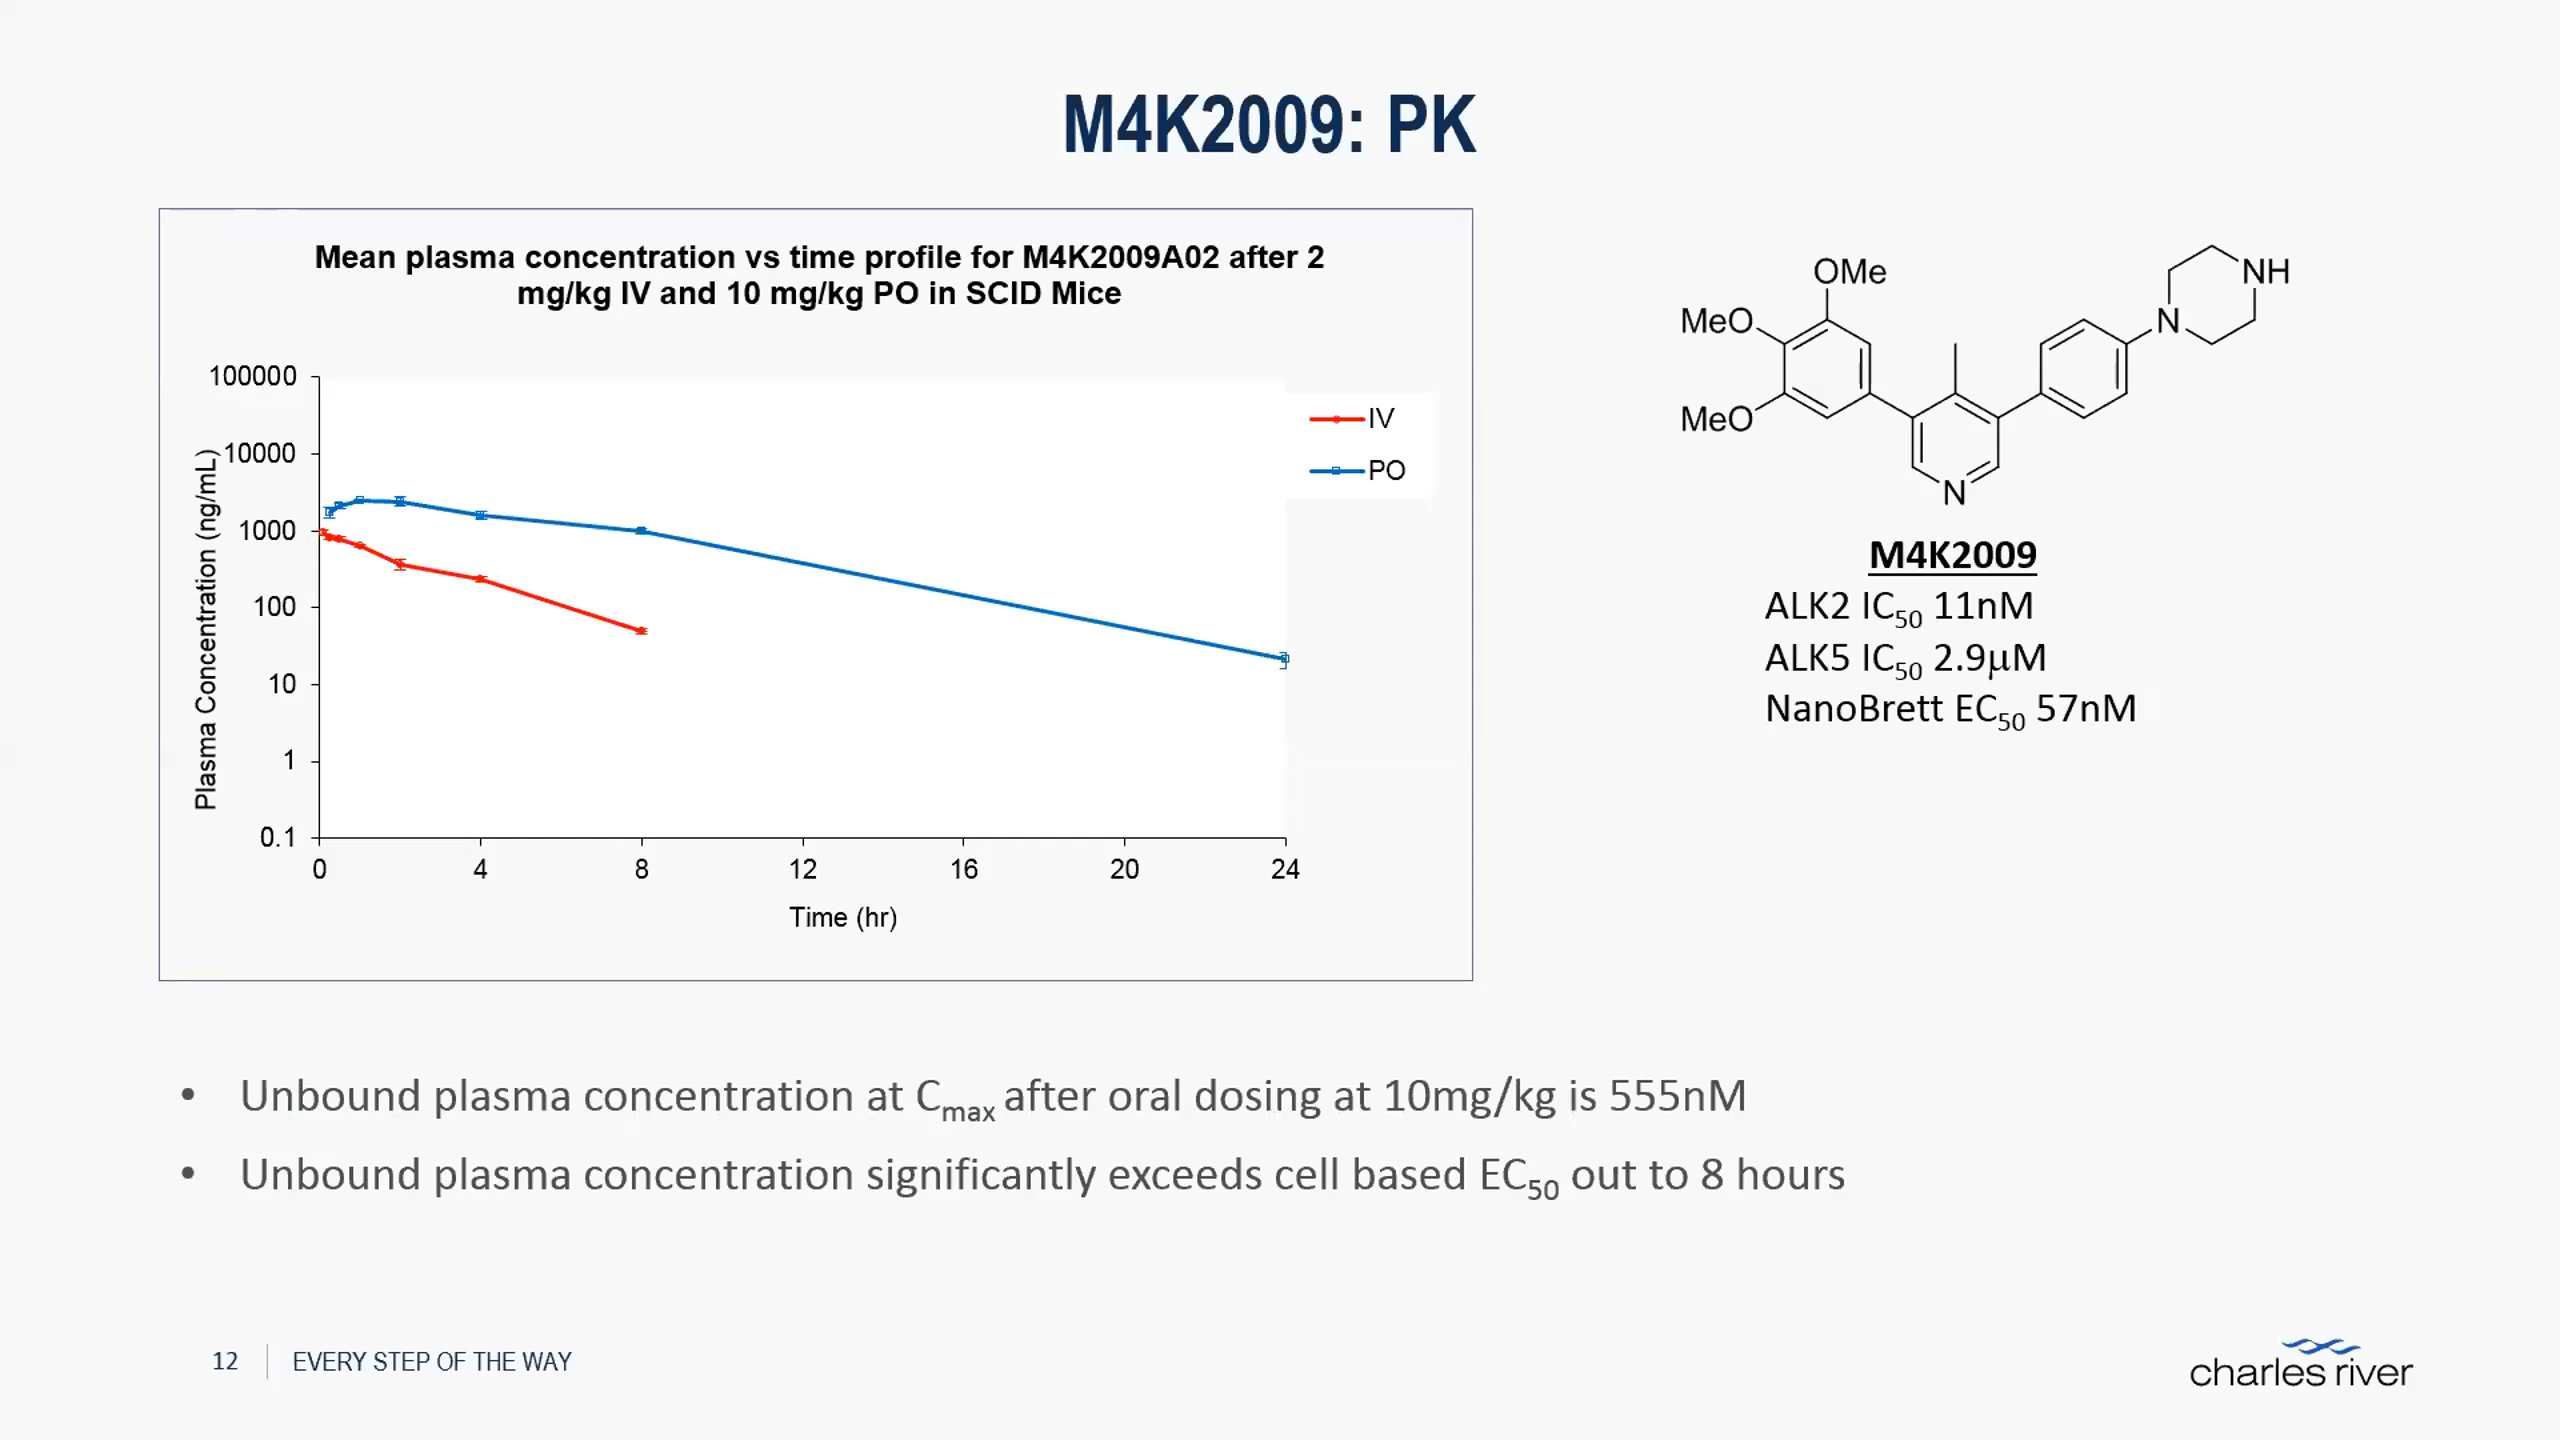 M4K2009: PK
Mean plasma concentration vs time profile for M4K2009A02 after 2
mg/kg IV and 10 mg/kg PO in SCID Mice
Plasma Concentration (ng/mL)
100000
10000
1000
100
10
1
0.1
0 4 8 12 16 20 24
Time (hr)
IV
PO
OMe
MeO
MeO
N
N
NH
M4K2009
ALK2 IC50 11nM
ALK5 IC50 2.9µM
NanoBrett EC50 57nM
• Unbound plasma concentration at Cmax after oral dosing at 10mg/kg is 555nM
• Unbound plasma concentration significantly exceeds cell based EC50 out to 8 hours
12 EVERY STEP OF THE WAY
charles river